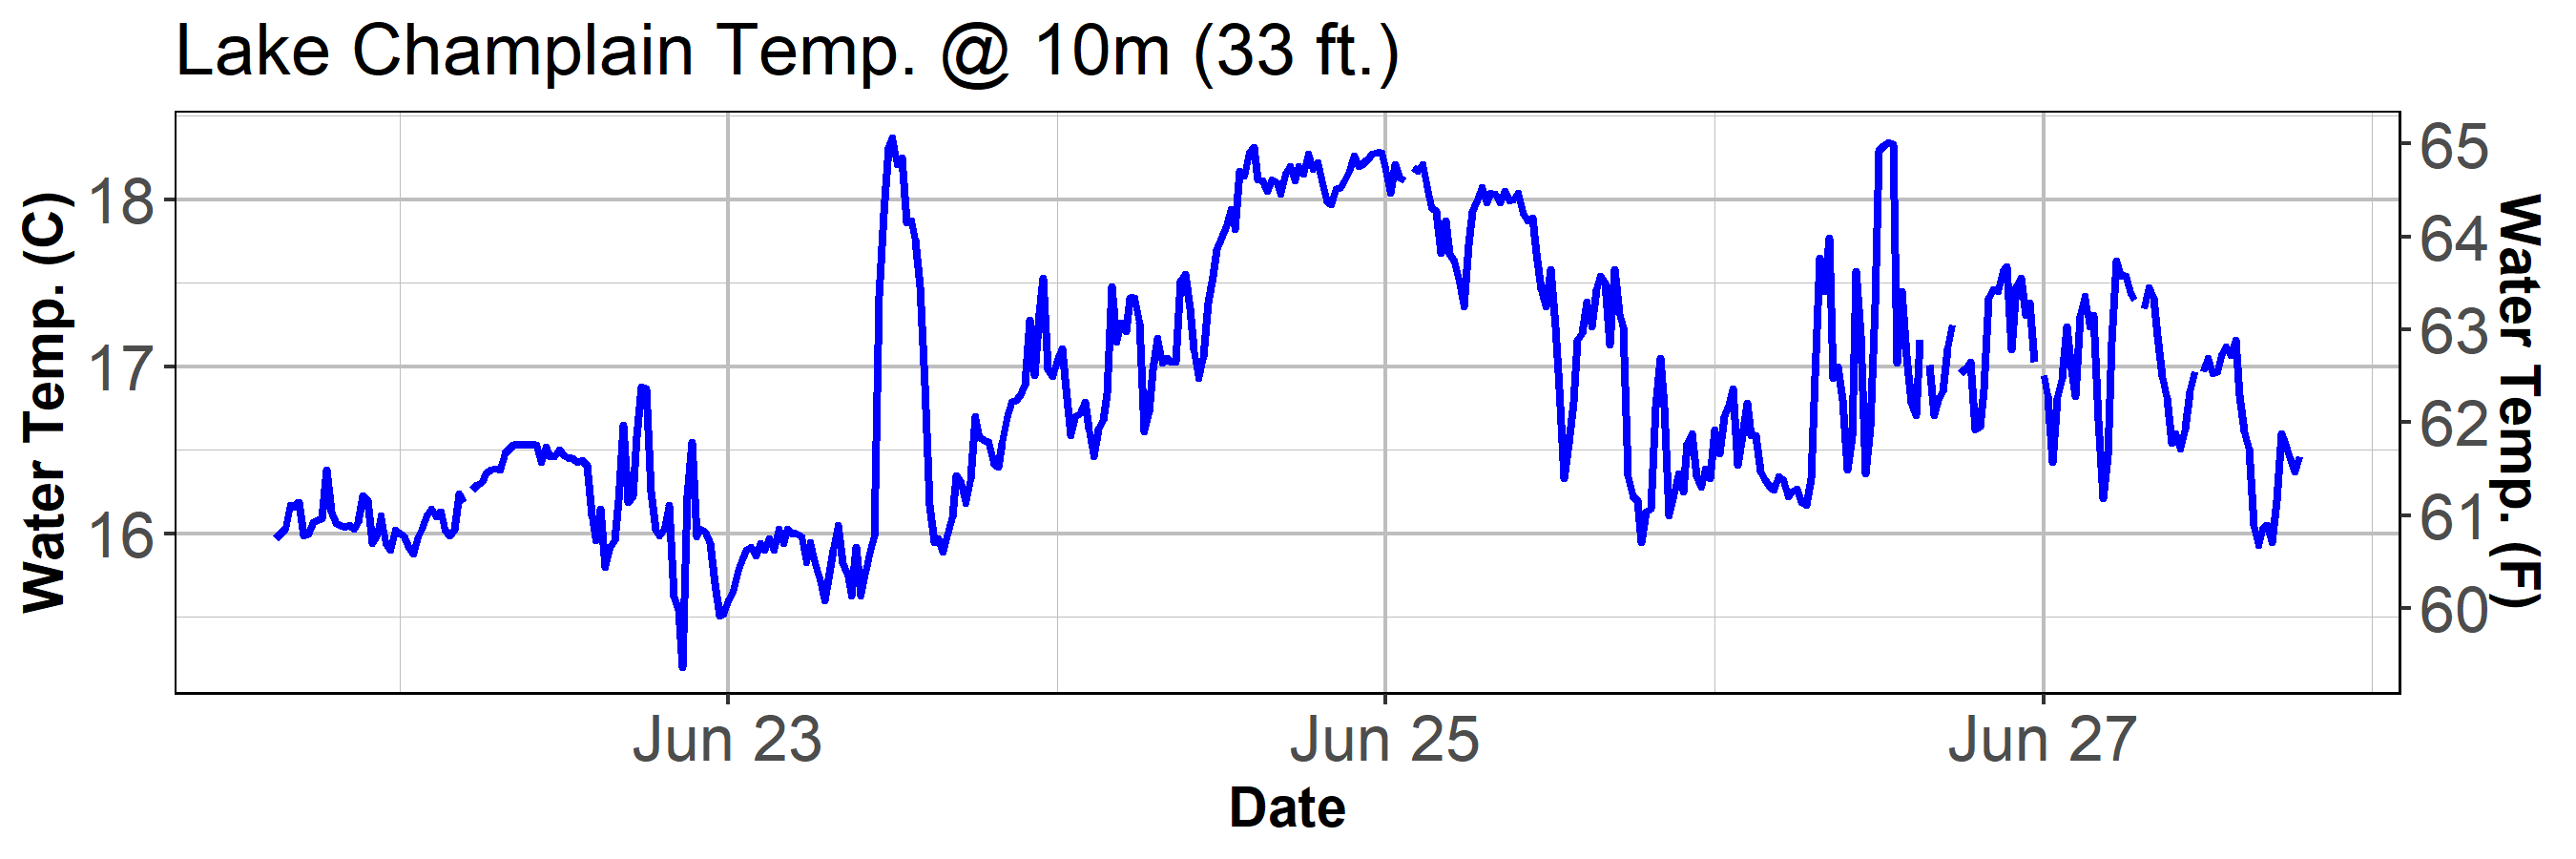 Lake Champlain Temp. @ 10m (33 ft.)
Water Temp. (C)
18
17
16
65
64
63
62
61
60
Water Temp. (F)
Jun 23
Jun 25
Jun 27
Date